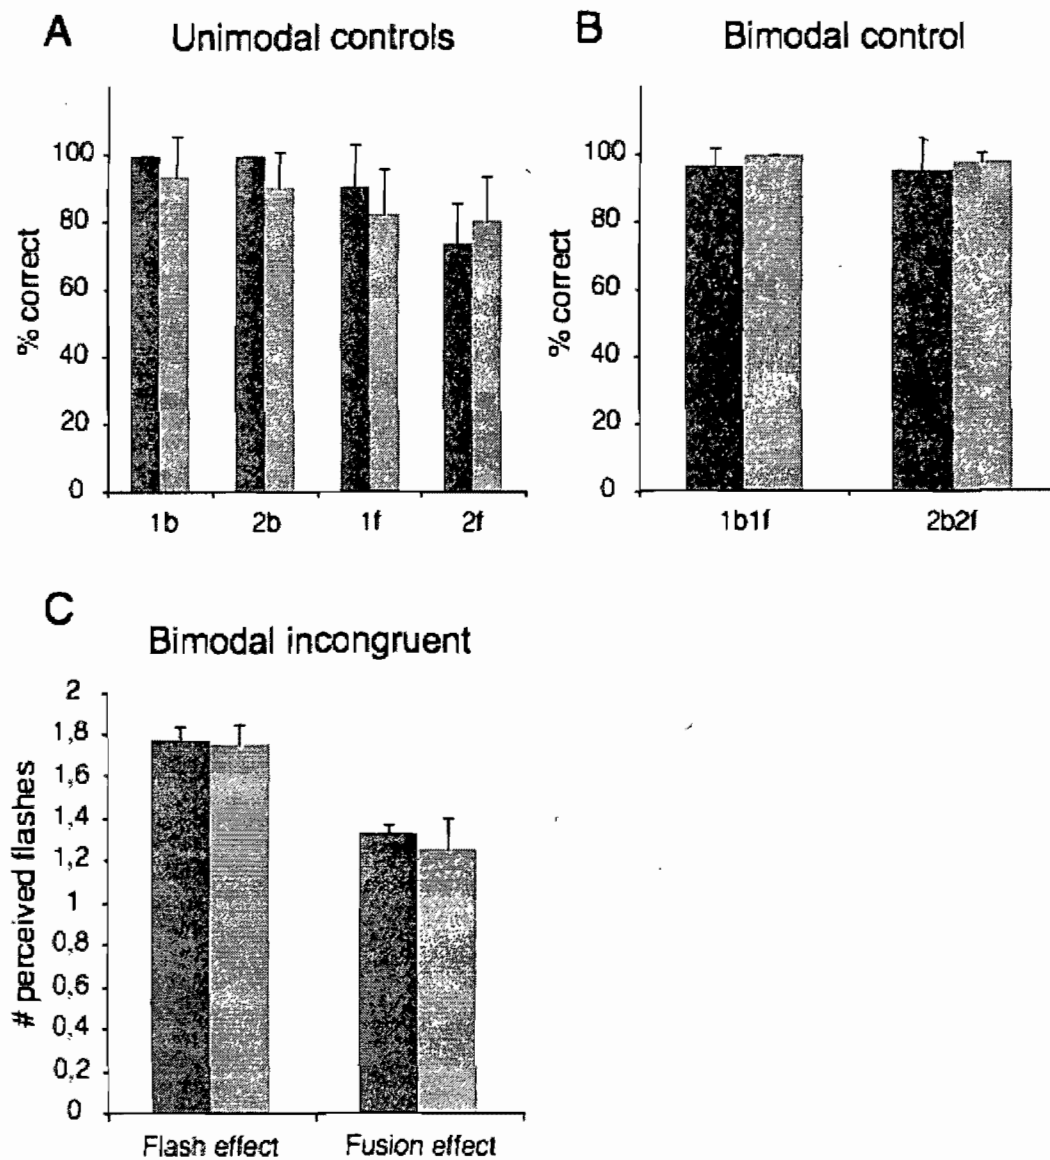 A Unimodal controls
% correct
100
80
60
40
20
0
1b 2b 1f 2f
B Bimodal control
% correct
100
80
60
40
20
0
1b1f 2b2f
C
Bimodal incongruent
# perceived flashes
2
1,8
1,6
1,4
1,2
1
0,8
0,6
0,4
0,2
0
Flash effect Fusion effect